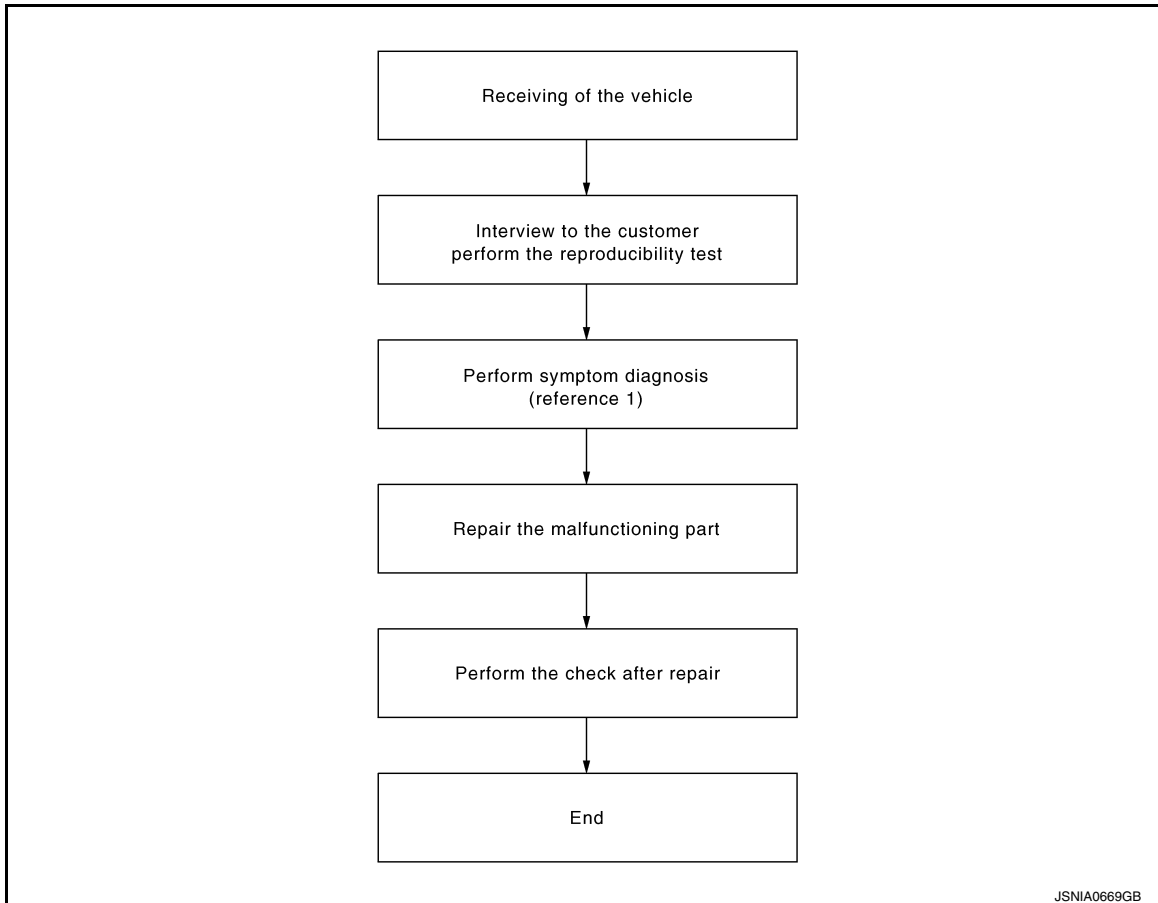 Receiving of the vehicle
Interview to the customer
perform the reproducibility test
Perform symptom diagnosis
(reference 1)
Repair the malfunctioning part
Perform the check after repair
End
JSNIA0669GB